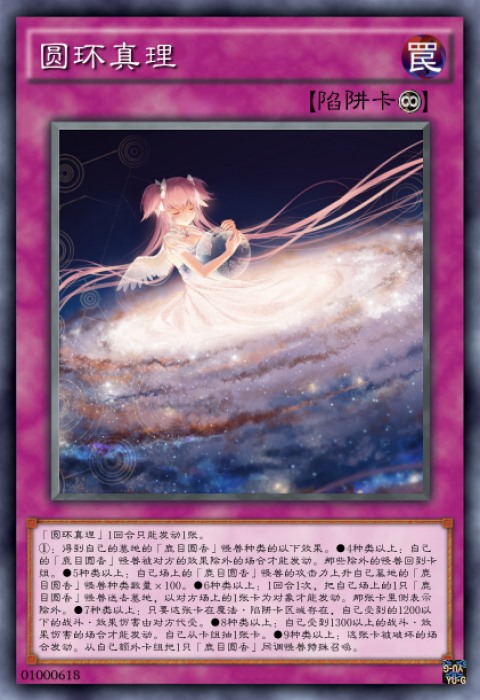 圆环真理
罠
【陷阱卡♾】
「圆环真理」1回合只能发动1张。
①：得到自己的墓地的「鹿目圆香」怪兽种类的以下效果。●4种类以上：自己
的「鹿目圆香」怪兽被对方的效果除外的场合才能发动。那些除外的怪兽回到卡
组。●5种类以上：自己场上的「鹿目圆香」怪兽的攻击力上升自己墓地的「鹿
目圆香」怪兽种类数量×100。●6种类以上：1回合1次，把自己场上的1只「鹿目
圆香」怪兽送去墓地，以对方场上的1张卡为对象才能发动。那张卡里侧表示
除外。●7种类以上：只要这张卡在魔法·陷阱卡区域存在，自己受到的1200以
下的战斗·效果伤害由对方代受。●8种类以上：自己受到1300以上的战斗·效
果伤害的场合才能发动。自己从卡组抽1张卡。●9种类以上：这张卡被破坏的场
合发动。从自己额外卡组把1只「鹿目圆香」同调怪兽特殊召唤。
01000618